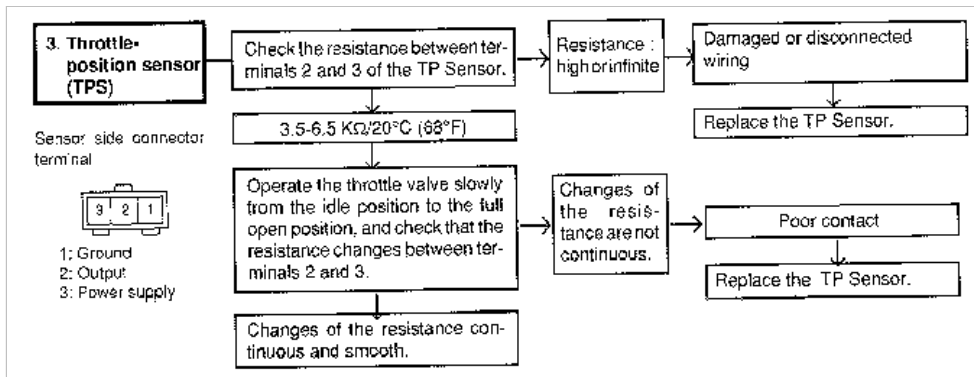 3. Throttle-
position sensor
(TPS)
Check the resistance between ter-
minals 2 and 3 of the TP Sensor.
Resistance :
high or infinite
Damaged or disconnected
wiring
Replace the TP Sensor.
3.5-6.5 KΩ/20°C (68°F)
Sensor side connector
terminal
3 2 1
1: Ground
2: Output
3: Power supply
Operate the throttle valve slowly
from the idle position to the full
open position, and check that the
resistance changes between ter-
minals 2 and 3.
Changes of
the resis-
tance are not
continuous.
Poor contact
Replace the TP Sensor.
Changes of the resistance con-
tinuous and smooth.